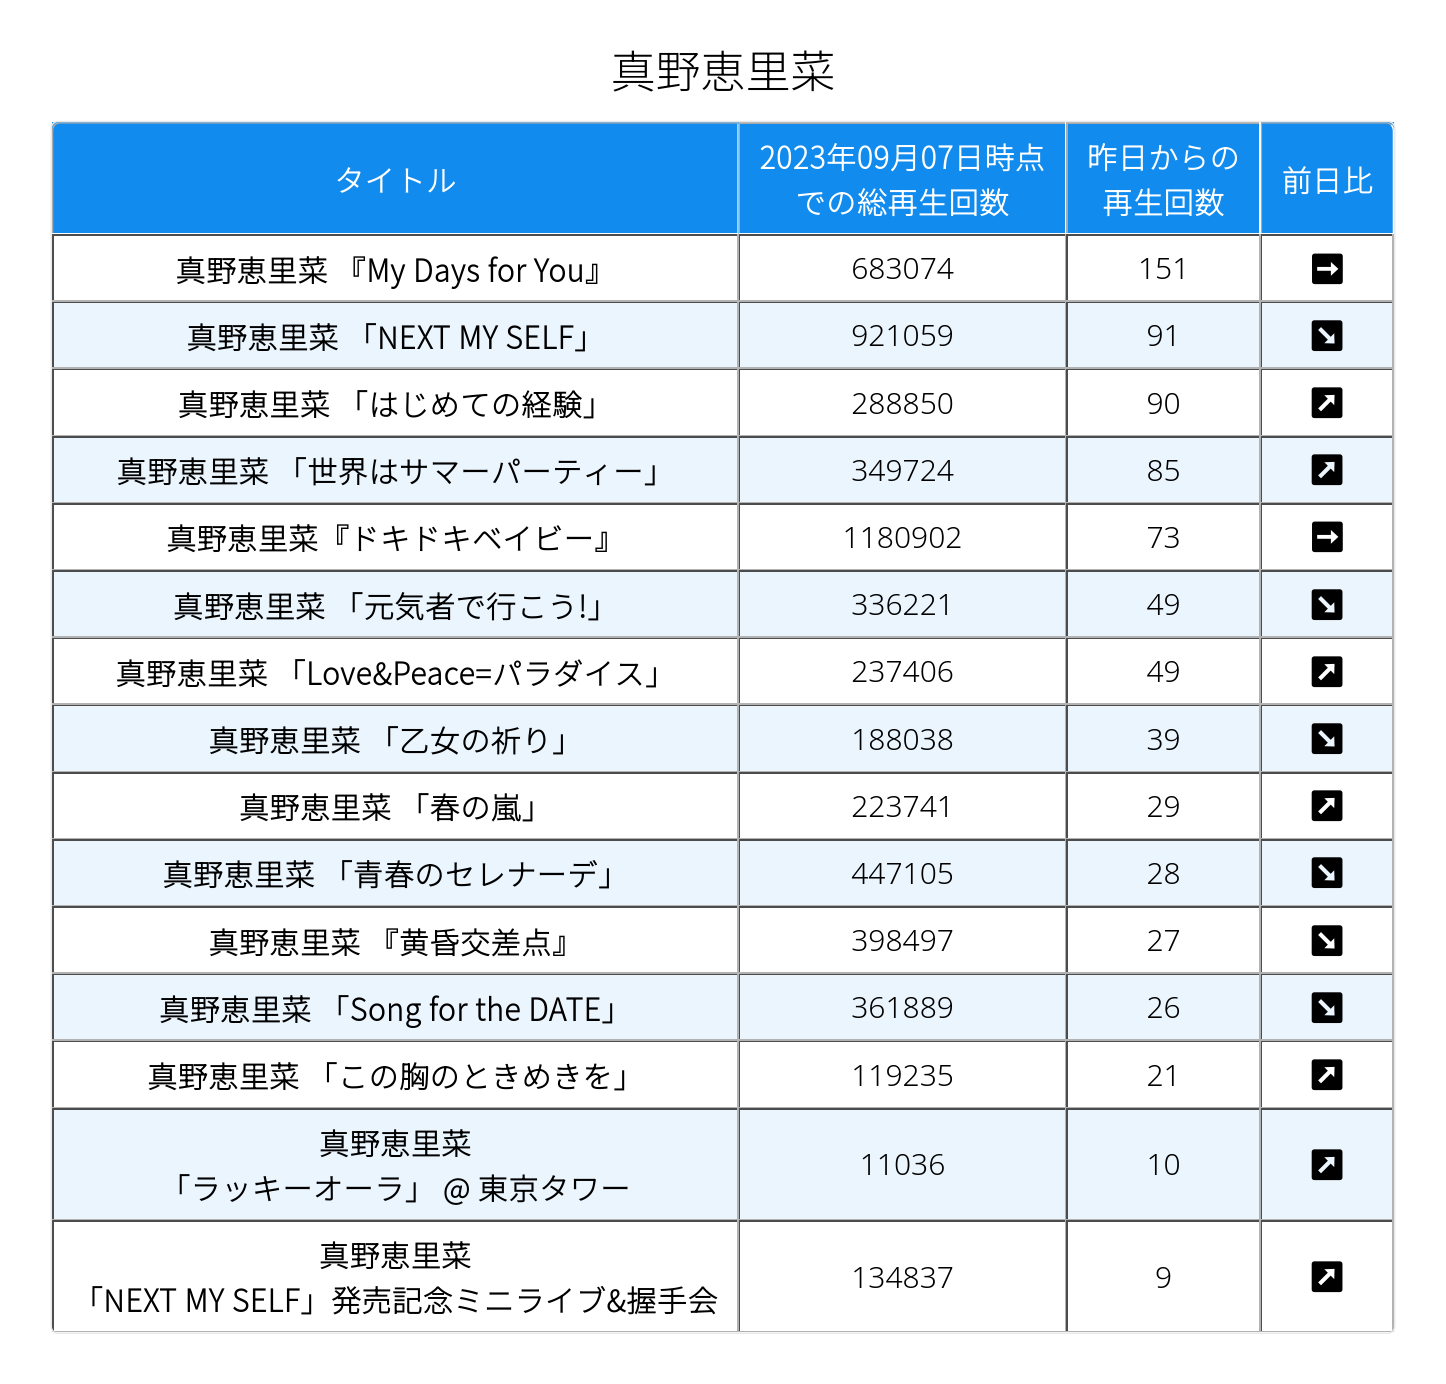 真野恵里菜
タイトル
2023年09月07日時点
での総再生回数
昨日からの
再生回数
前日比
真野恵里菜 『My Days for You』 683074 151 ➡
真野恵里菜 「NEXT MY SELF」 921059 91 ↘
真野恵里菜 「はじめての経験」 288850 90 ↗
真野恵里菜 「世界はサマーパーティー」 349724 85 ↗
真野恵里菜『ドキドキベイビー』 1180902 73 ➡
真野恵里菜 「元気者で行こう!」 336221 49 ↘
真野恵里菜 「Love&Peace=パラダイス」 237406 49 ↗
真野恵里菜 「乙女の祈り」 188038 39 ↘
真野恵里菜 「春の嵐」 223741 29 ↗
真野恵里菜 「青春のセレナーデ」 447105 28 ↘
真野恵里菜 『黄昏交差点』 398497 27 ↘
真野恵里菜 「Song for the DATE」 361889 26 ↘
真野恵里菜 「この胸のときめきを」 119235 21 ↗
真野恵里菜
「ラッキーオーラ」 @ 東京タワー 11036 10 ↗
真野恵里菜
「NEXT MY SELF」発売記念ミニライブ&握手会 134837 9 ↗